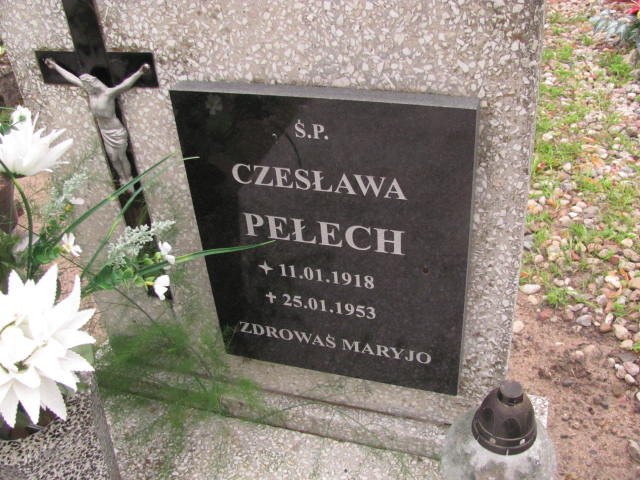 Ś.P.
CZESŁAWA
PEŁECH
✦ 11.01.1918
✝ 25.01.1953
ZDROWAŚ MARYJO